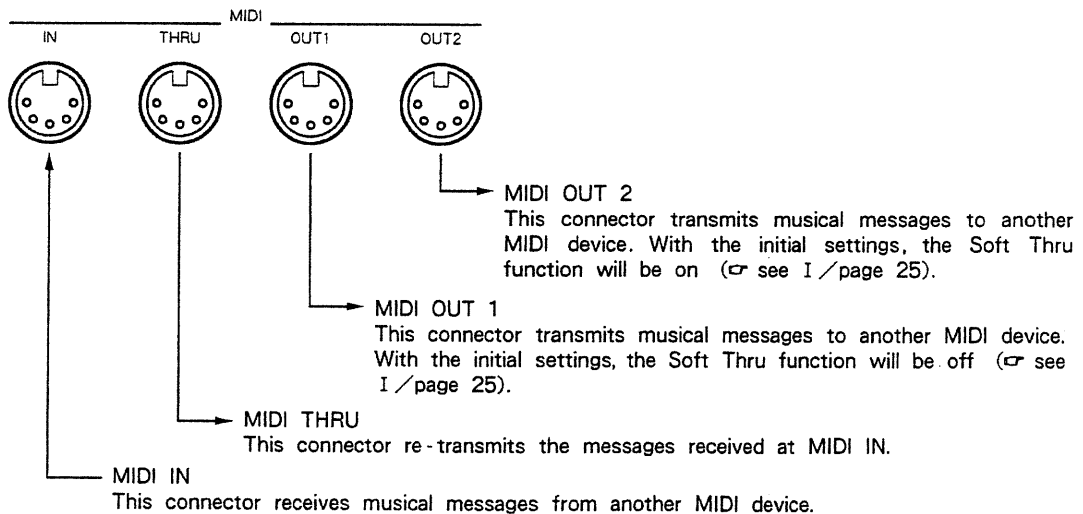 MIDI
IN THRU OUT1 OUT2
MIDI OUT 2
This connector transmits musical messages to another
MIDI device. With the initial settings, the Soft Thru
function will be on (☞ see I／page 25).
MIDI OUT 1
This connector transmits musical messages to another MIDI device.
With the initial settings, the Soft Thru function will be off (☞ see
I／page 25).
MIDI THRU
This connector re-transmits the messages received at MIDI IN.
MIDI IN
This connector receives musical messages from another MIDI device.